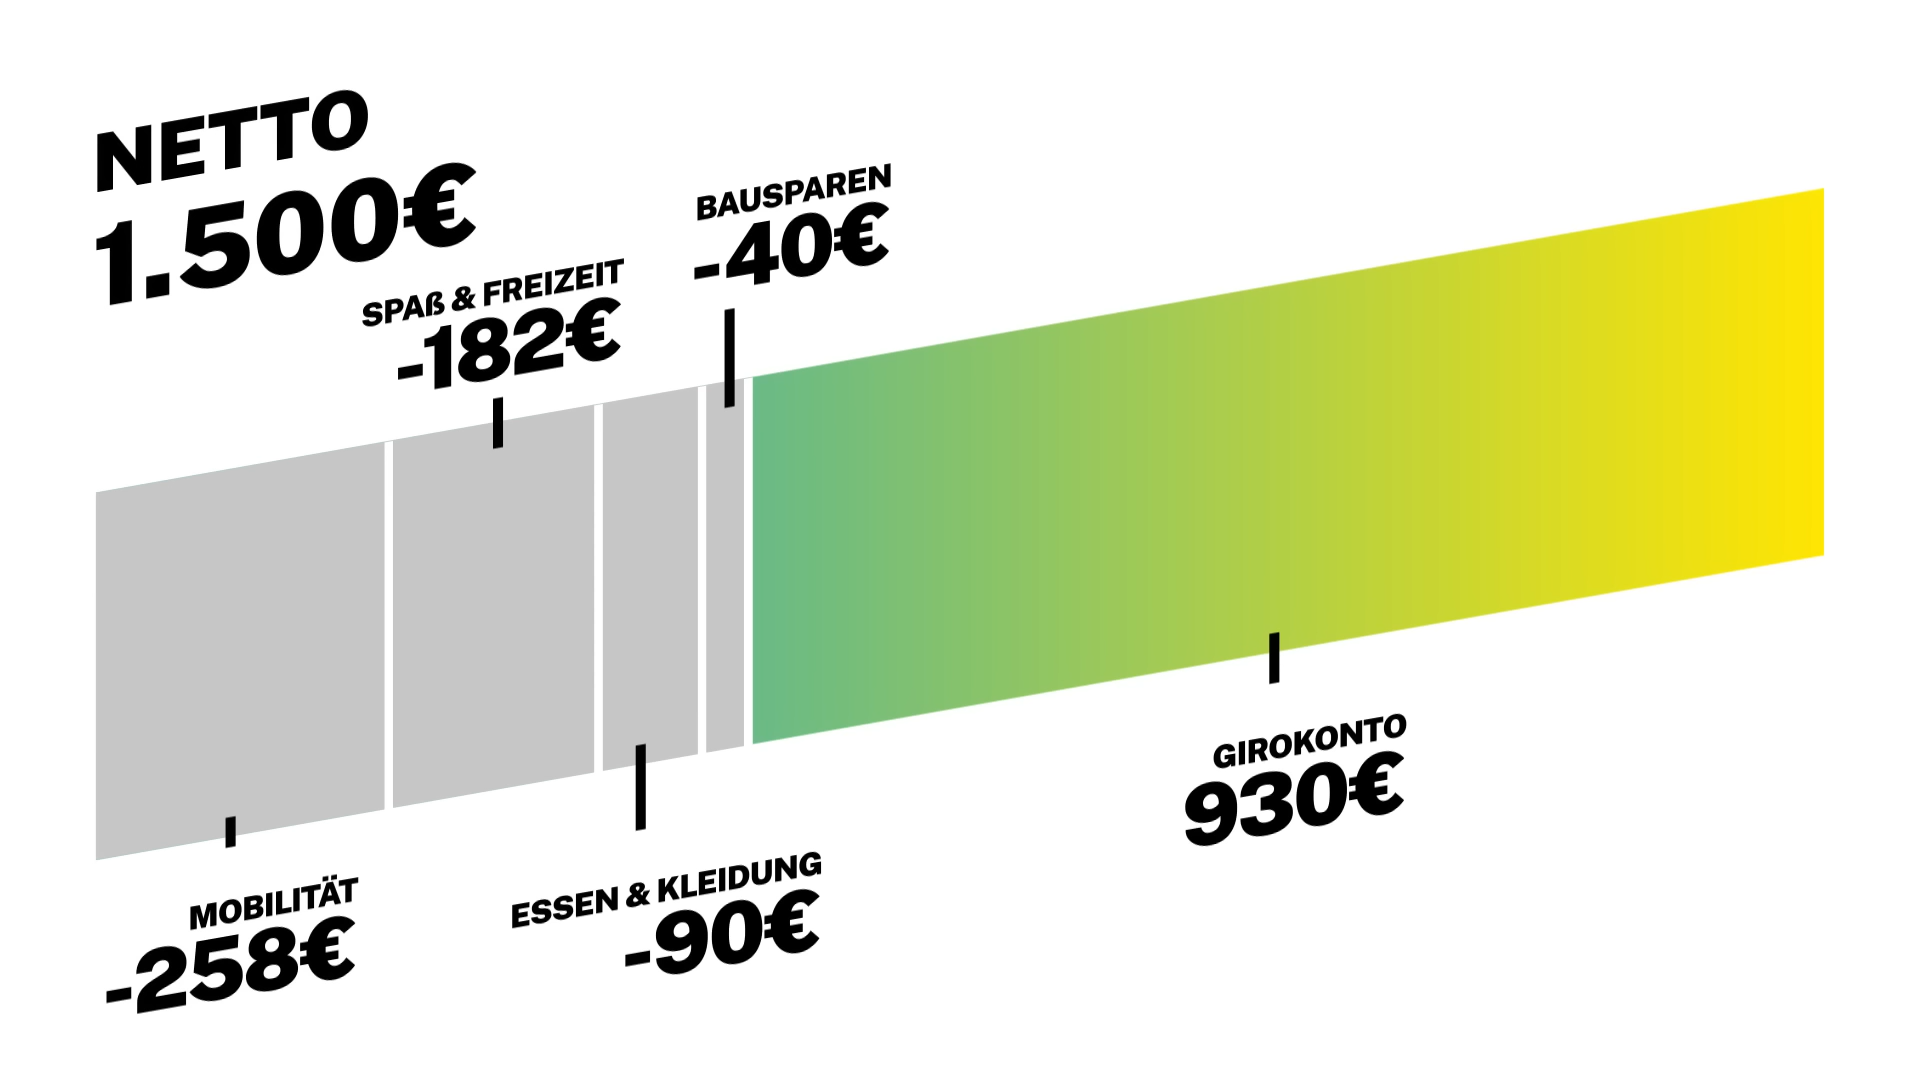 NETTO
1.500€
SPAß & FREIZEIT
-182€
BAUSPAREN
-40€
MOBILITÄT
-258€
ESSEN & KLEIDUNG
-90€
GIROKONTO
930€